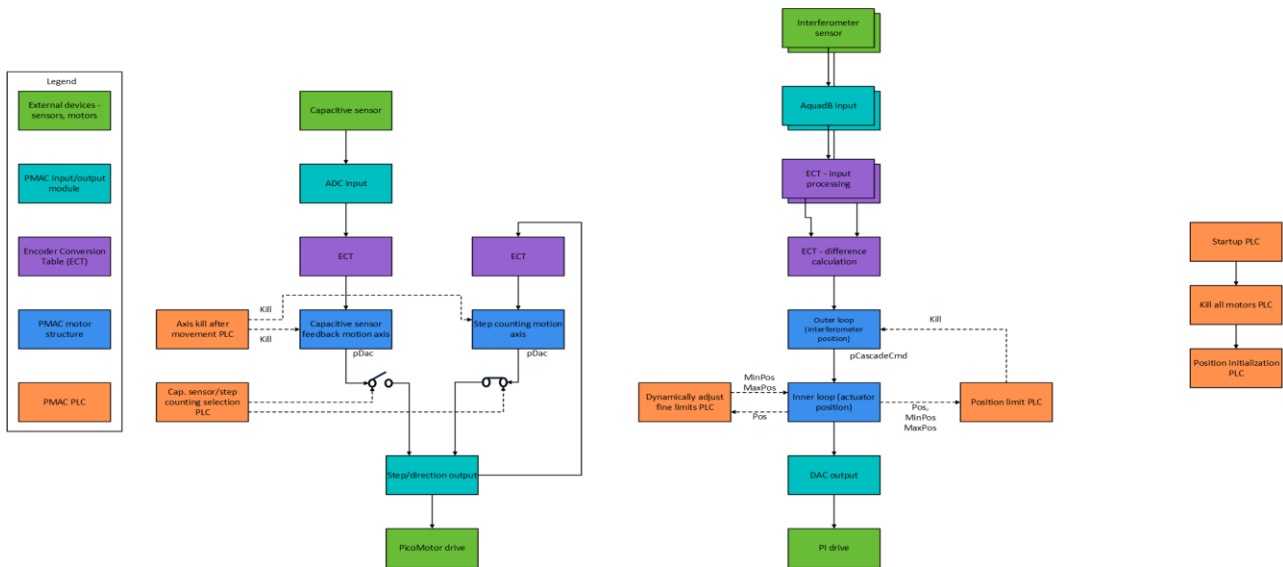 Legend
External devices -
sensors, motors
PMAC input/output
module
Encoder Conversion
Table (ECT)
PMAC motor
structure
PMAC PLC
Capacitive sensor
ADC input
ECT
ECT
Kill
Kill
Axis kill after
movement PLC
Capacitive sensor
feedback motion axis
Step counting motion
axis
pDac
pDac
Cap. sensor/step
counting selection
PLC
Step/direction output
PicoMotor drive
Interferometer
sensor
AquadB input
ECT - input
processing
ECT - difference
calculation
Outer loop
(interferometer
position)
Kill
pCascadeCmd
MinPos
MaxPos
Dynamically adjust
fine limits PLC
Pos
Inner loop (actuator
position)
Pos,
MinPos
MaxPos
Position limit PLC
DAC output
PI drive
Startup PLC
Kill all motors PLC
Position initialization
PLC